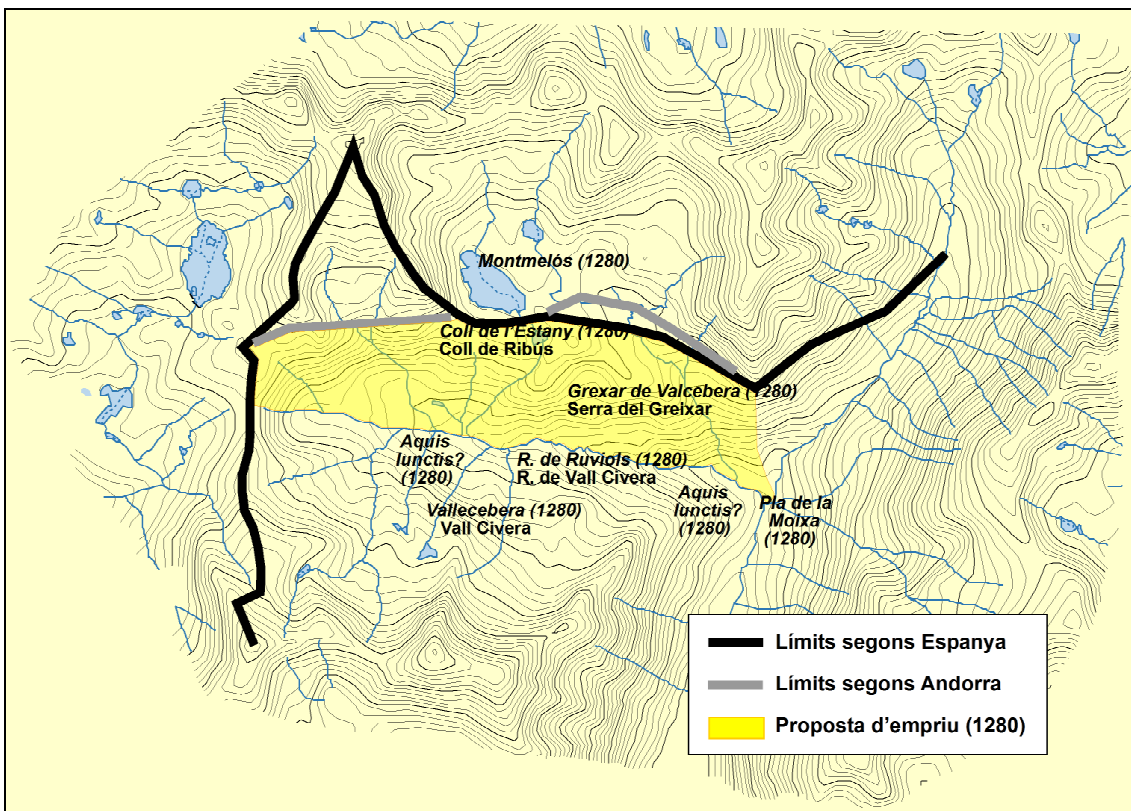 Montmelós (1280)
Coll de l'Estany (1280)
Coll de Ribús
Grexar de Valcebera (1280)
Serra del Greixar
Aquis
Iunctis?
(1280)
R. de Ruviols (1280)
R. de Vall Civera
Vallecebera (1280)
Vall Civera
Aquis
Iunctis?
(1280)
Pla de la
Moixa
(1280)
Límits segons Espanya
Límits segons Andorra
Proposta d'empriu (1280)